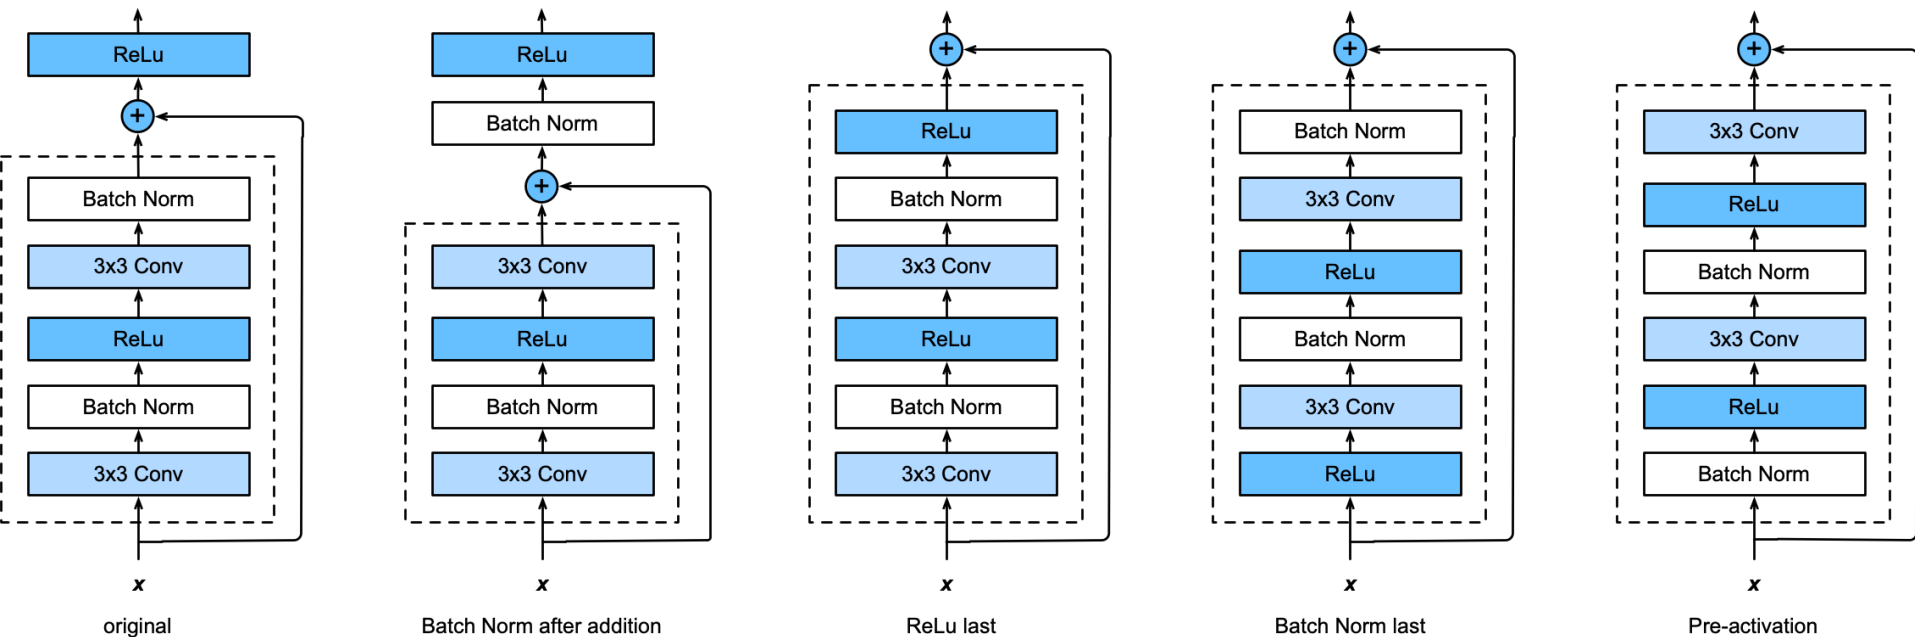 ReLu
+
Batch Norm
3x3 Conv
ReLu
Batch Norm
3x3 Conv
x
original
ReLu
Batch Norm
+
3x3 Conv
ReLu
Batch Norm
3x3 Conv
x
Batch Norm after addition
+
ReLu
Batch Norm
3x3 Conv
ReLu
Batch Norm
3x3 Conv
x
ReLu last
+
Batch Norm
3x3 Conv
ReLu
Batch Norm
3x3 Conv
ReLu
x
Batch Norm last
+
3x3 Conv
ReLu
Batch Norm
3x3 Conv
ReLu
Batch Norm
x
Pre-activation